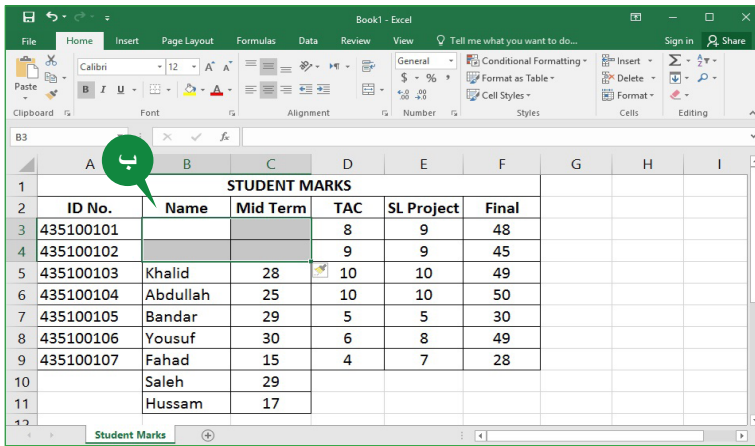 Book1 - Excel
File Home Insert Page Layout Formulas Data Review View Tell me what you want to do... Sign in Share
Calibri 12 A A General Conditional Formatting Insert
Paste B I U A $ % , Format as Table Delete
Cell Styles Format
Clipboard Font Alignment Number Styles Cells Editing
B3 fx
ب
A B C D E F G H I
1 STUDENT MARKS
2 ID No. Name Mid Term TAC SL Project Final
3 435100101 8 9 48
4 435100102 9 9 45
5 435100103 Khalid 28 10 10 49
6 435100104 Abdullah 25 10 10 50
7 435100105 Bandar 29 5 5 30
8 435100106 Yousuf 30 6 8 49
9 435100107 Fahad 15 4 7 28
10 Saleh 29
11 Hussam 17
12
Student Marks